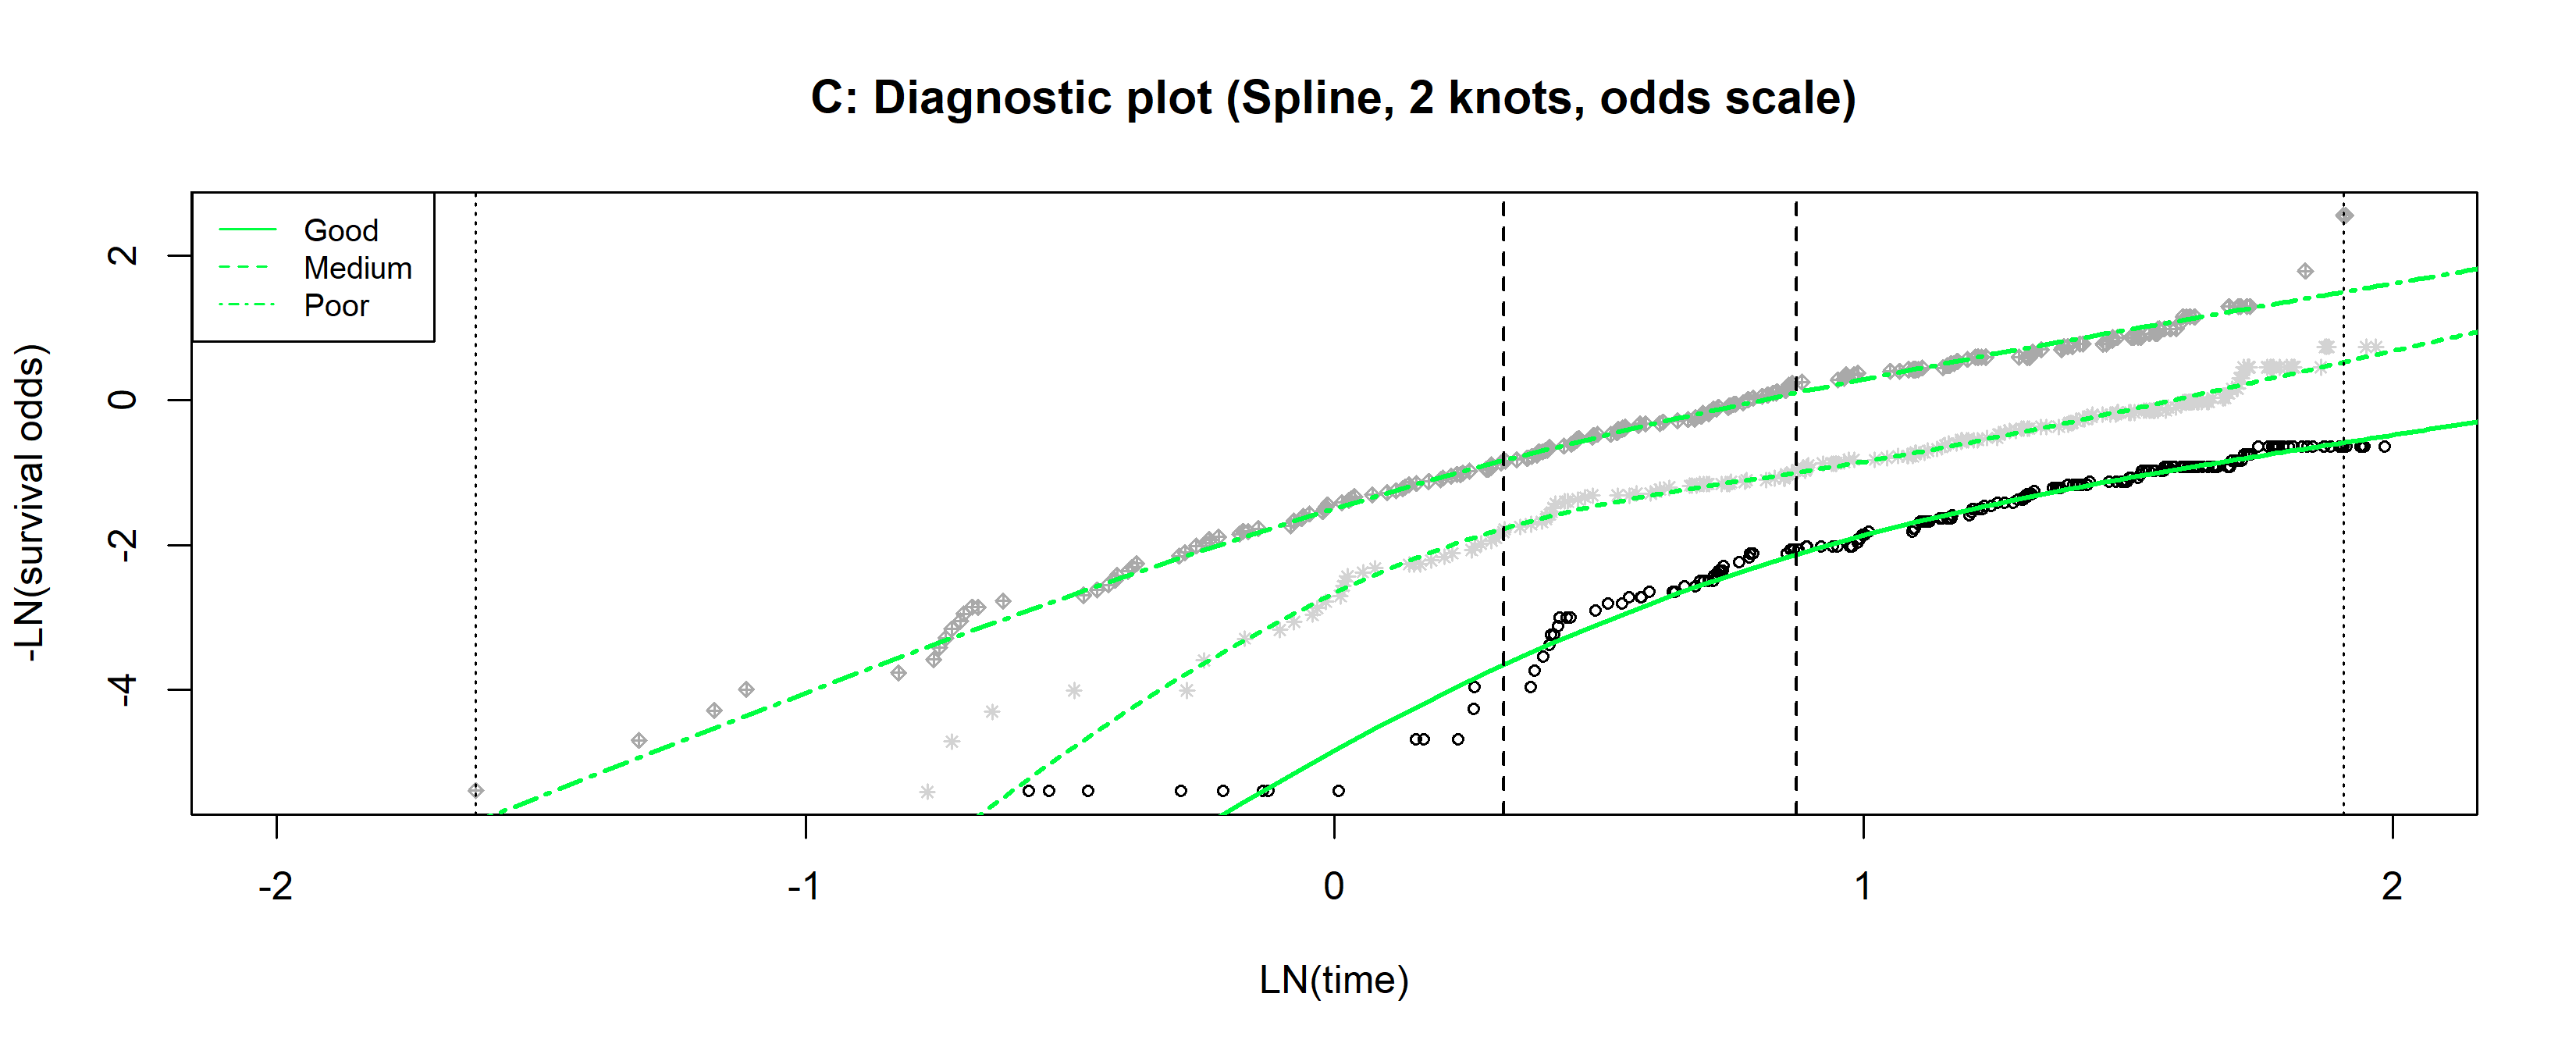 C: Diagnostic plot (Spline, 2 knots, odds scale)
Good
Medium
Poor
-LN(survival odds)
2
0
-2
-4
-2
-1
0
1
2
LN(time)